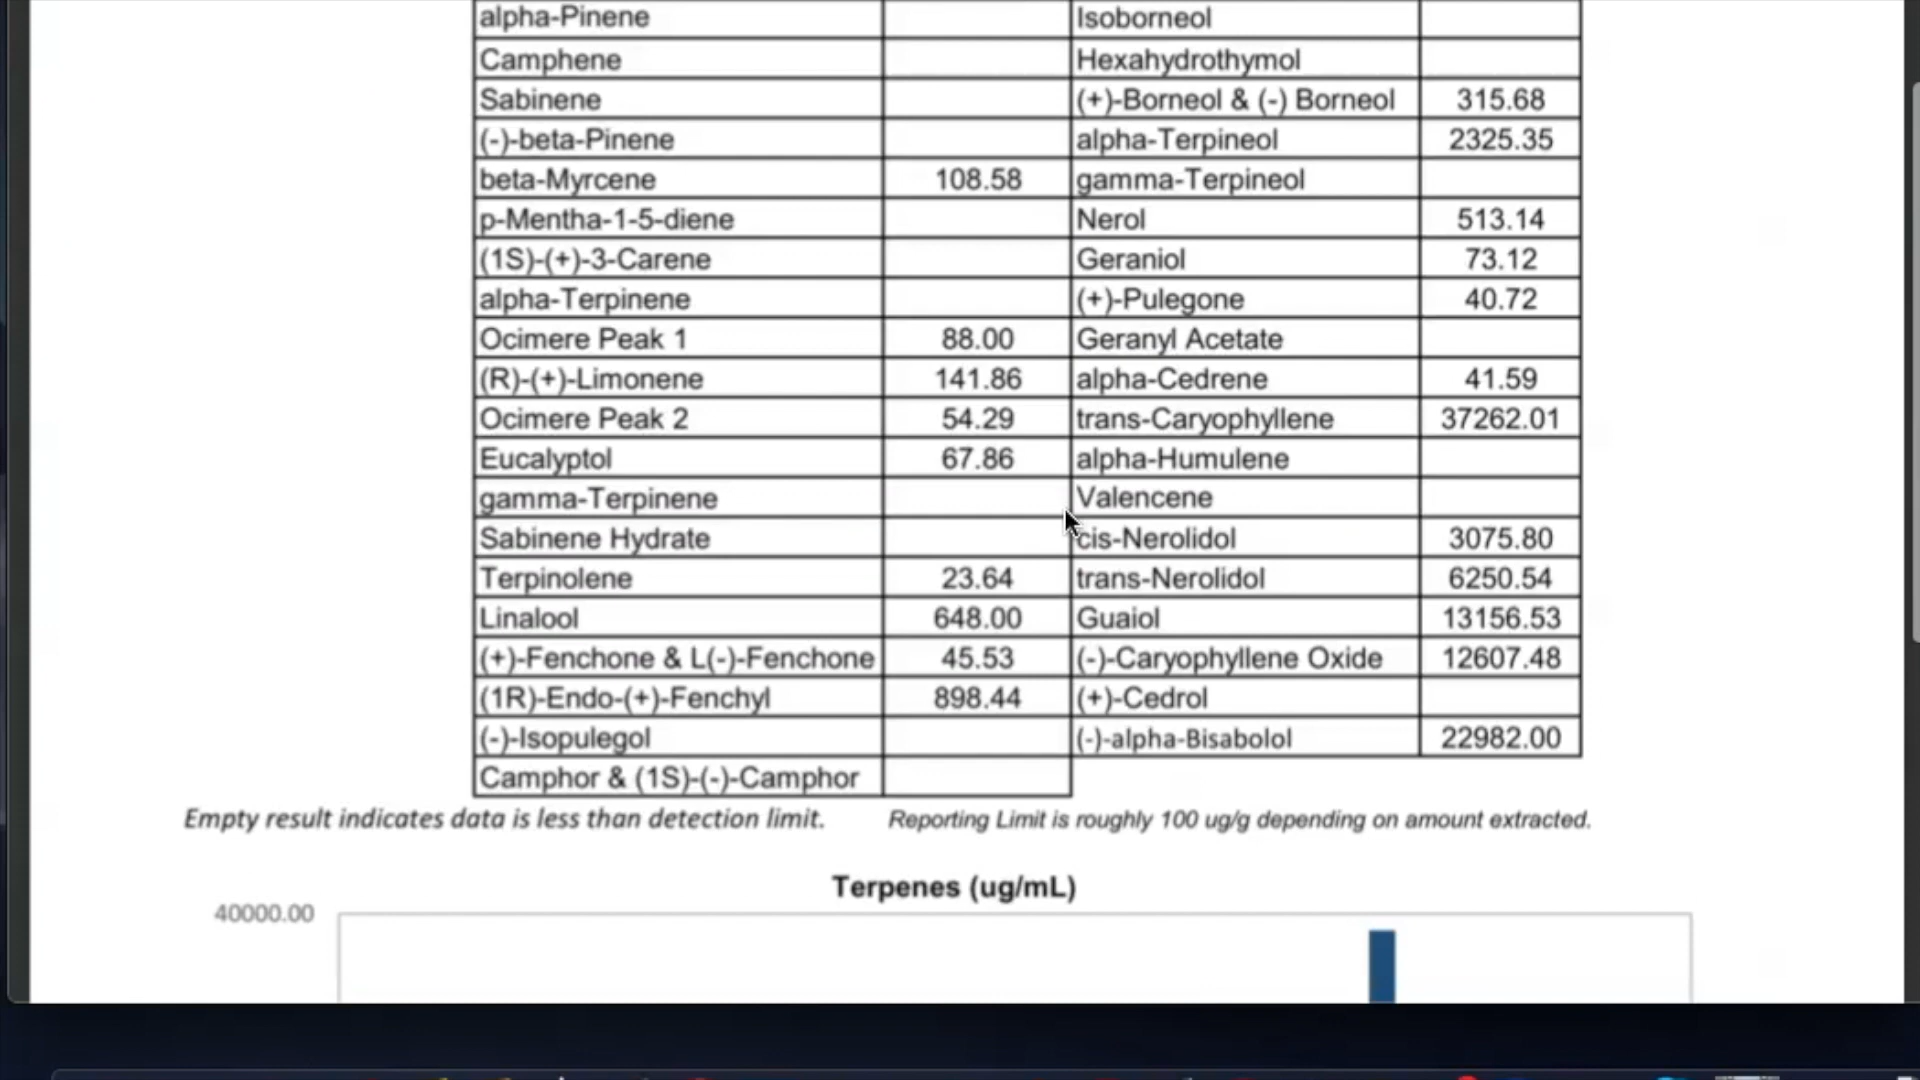 alpha-Pinene Isoborneol
Camphene Hexahydrothymol
Sabinene (+)-Borneol & (-) Borneol 315.68
(-)-beta-Pinene alpha-Terpineol 2325.35
beta-Myrcene 108.58 gamma-Terpineol
p-Mentha-1-5-diene Nerol 513.14
(1S)-(+)-3-Carene Geraniol 73.12
alpha-Terpinene (+)-Pulegone 40.72
Ocimere Peak 1 88.00 Geranyl Acetate
(R)-(+)-Limonene 141.86 alpha-Cedrene 41.59
Ocimere Peak 2 54.29 trans-Caryophyllene 37262.01
Eucalyptol 67.86 alpha-Humulene
gamma-Terpinene Valencene
Sabinene Hydrate cis-Nerolidol 3075.80
Terpinolene 23.64 trans-Nerolidol 6250.54
Linalool 648.00 Guaiol 13156.53
(+)-Fenchone & L(-)-Fenchone 45.53 (-)-Caryophyllene Oxide 12607.48
(1R)-Endo-(+)-Fenchyl 898.44 (+)-Cedrol
(-)-Isopulegol (-)-alpha-Bisabolol 22982.00
Camphor & (1S)-(-)-Camphor
Empty result indicates data is less than detection limit. Reporting Limit is roughly 100 ug/g depending on amount extracted.
Terpenes (ug/mL)
40000.00